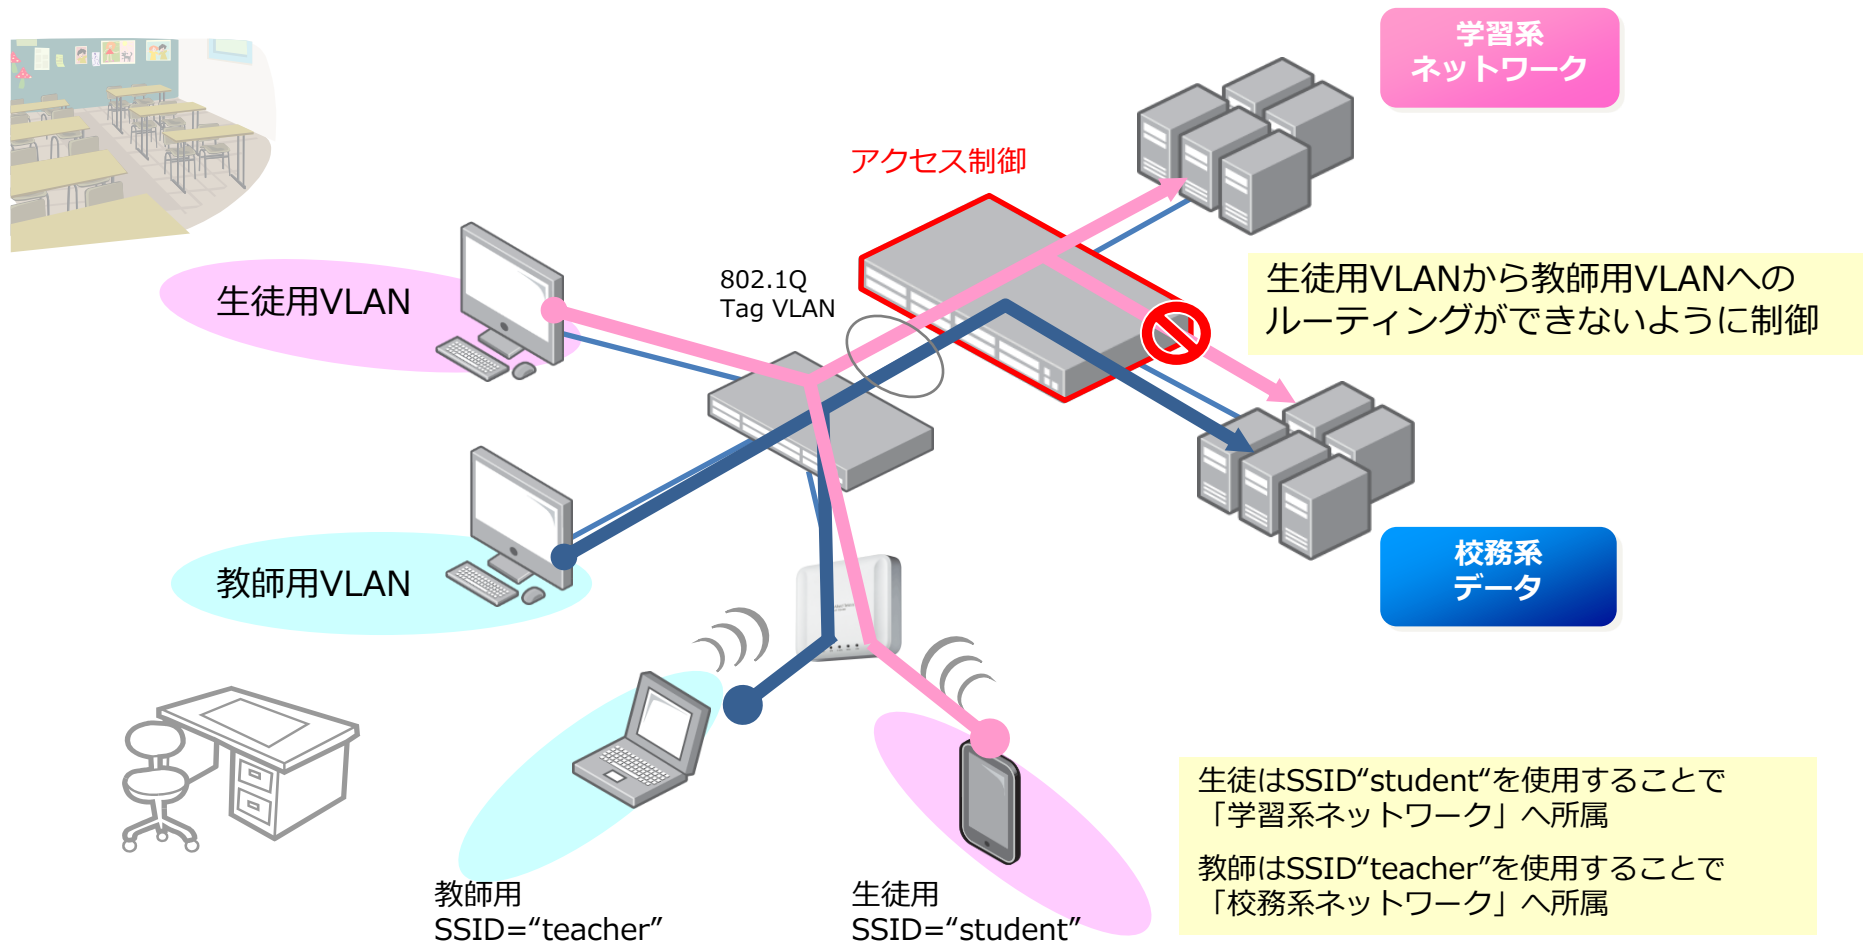 学習系
ネットワーク
アクセス制御
802.1Q
Tag VLAN
生徒用VLANから教師用VLANへの
ルーティングができないように制御
生徒用VLAN
教師用VLAN
校務系
データ
生徒はSSID“student“を使用することで
「学習系ネットワーク」へ所属
教師はSSID“teacher”を使用することで
「校務系ネットワーク」へ所属
教師用
SSID=“teacher”
生徒用
SSID=“student”